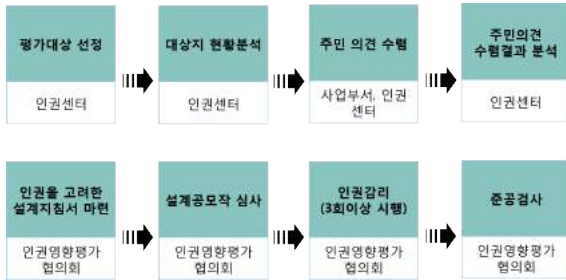 평가대상 선정
인권센터
대상지 현황분석
인권센터
주민 의견 수렴
사업부서, 인권
센터
주민의견
수렴결과 분석
인권센터
인권을 고려한
설계지침서 마련
인권영향평가
협의회
설계공모작 심사
인권영향평가
협의회
인권감리
(3회이상 시행)
인권영향평가
협의회
준공검사
인권영향평가
협의회